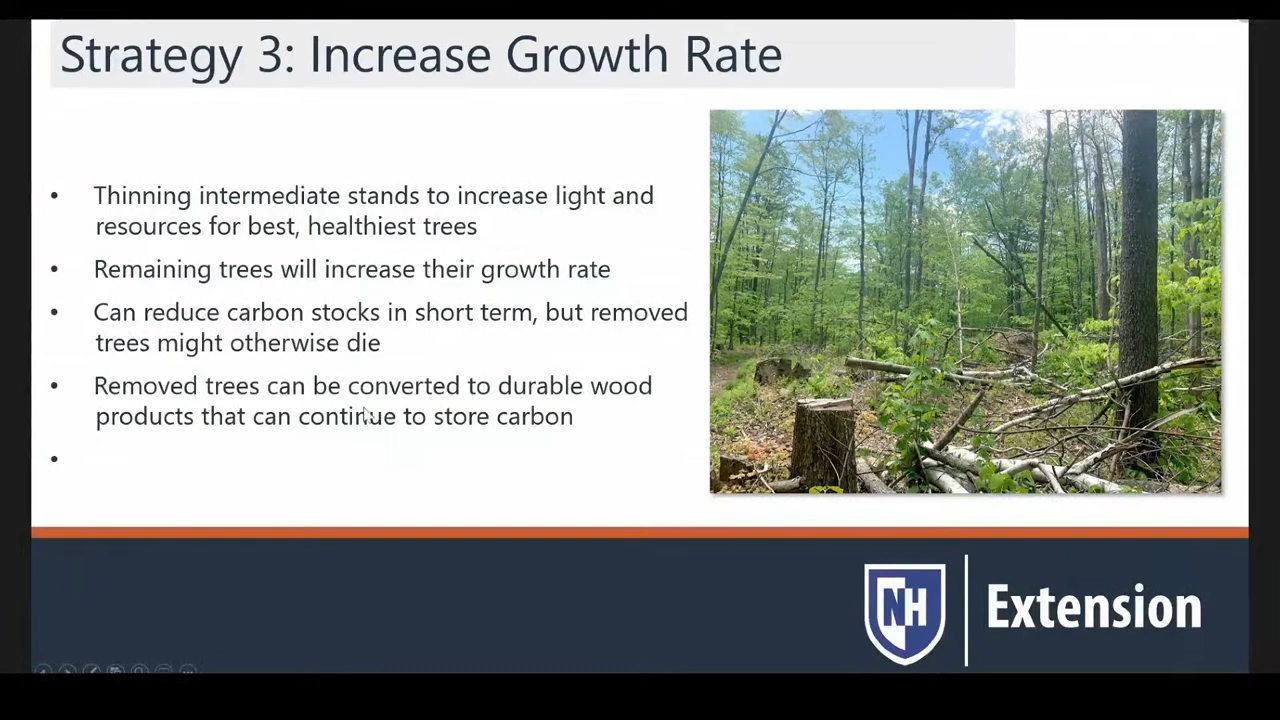 Strategy 3: Increase Growth Rate
• Thinning intermediate stands to increase light and
resources for best, healthiest trees
• Remaining trees will increase their growth rate
• Can reduce carbon stocks in short term, but removed
trees might otherwise die
• Removed trees can be converted to durable wood
products that can continue to store carbon
•
NH
Extension